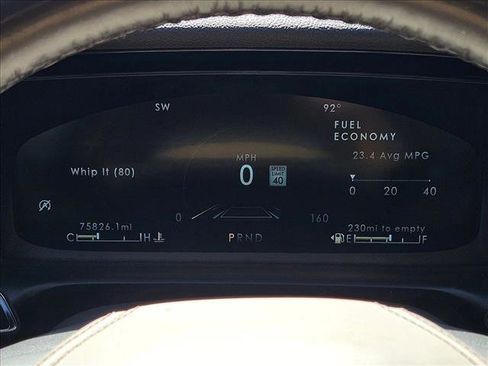 SW
92°
FUEL
ECONOMY
23.4 Avg MPG
0 20 40
Whip It (80)
MPH
0
SPEED
LIMIT
40
A
75826.1mi
0
160
230mi to empty
C H
PRND
E F